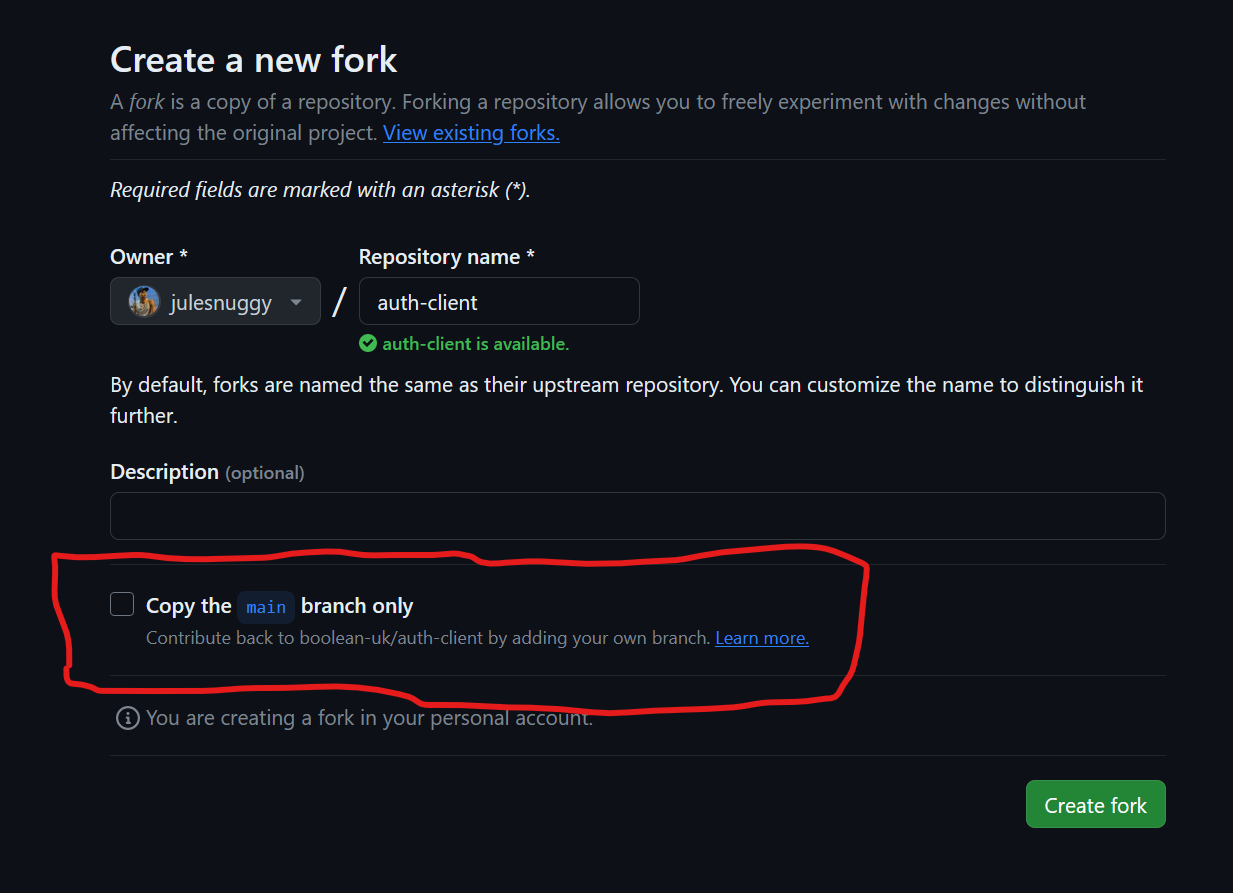 Create a new fork
A fork is a copy of a repository. Forking a repository allows you to freely experiment with changes without
affecting the original project. View existing forks.
Required fields are marked with an asterisk (*).
Owner * Repository name *
julesnuggy / auth-client
auth-client is available.
By default, forks are named the same as their upstream repository. You can customize the name to distinguish it
further.
Description (optional)
Copy the main branch only
Contribute back to boolean-uk/auth-client by adding your own branch. Learn more.
You are creating a fork in your personal account.
Create fork